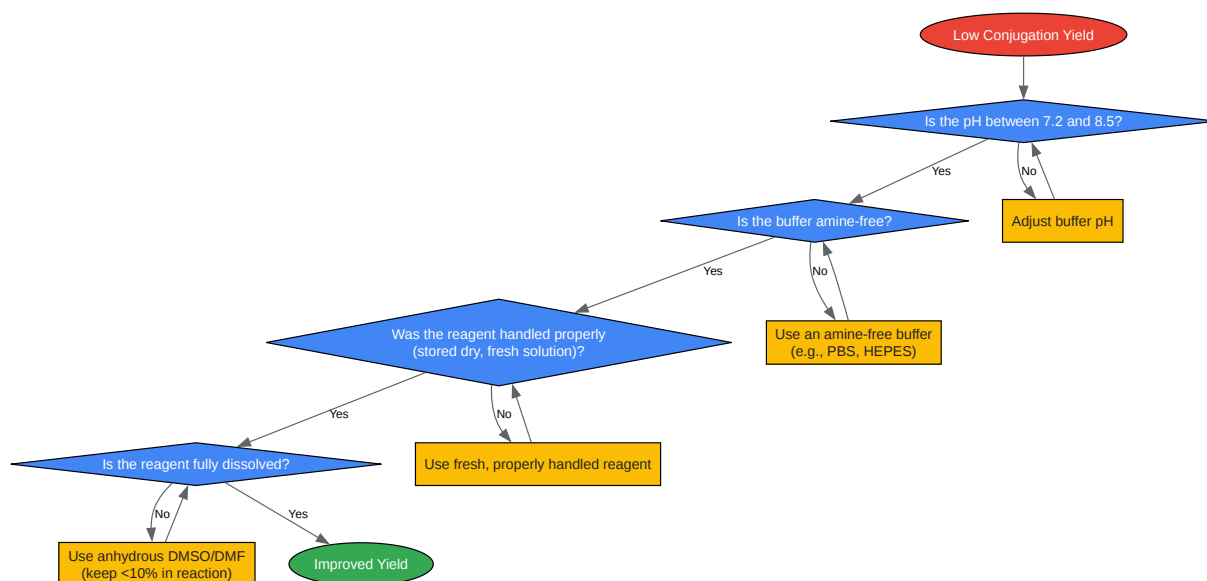 Low Conjugation Yield
Is the pH between 7.2 and 8.5?
Yes
No
Is the buffer amine-free?
Adjust buffer pH
Yes
No
Was the reagent handled properly
(stored dry, fresh solution)?
Use an amine-free buffer
(e.g., PBS, HEPES)
Yes
No
Is the reagent fully dissolved?
Use fresh, properly handled reagent
No
Yes
Use anhydrous DMSO/DMF
(keep <10% in reaction)
Improved Yield